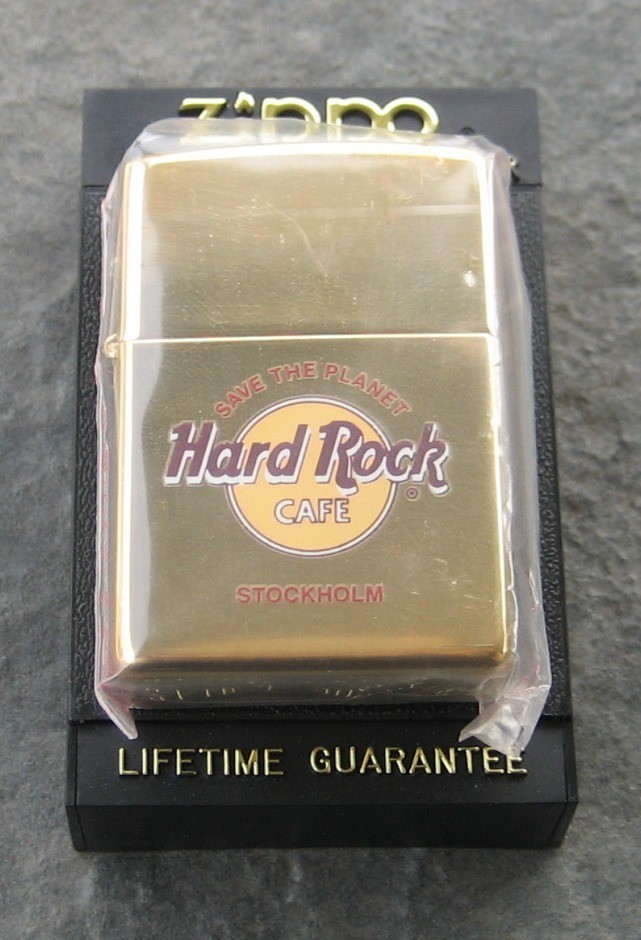 Zippo
SAVE THE PLANET
Hard Rock
CAFE
®
STOCKHOLM
LIFETIME GUARANTEE